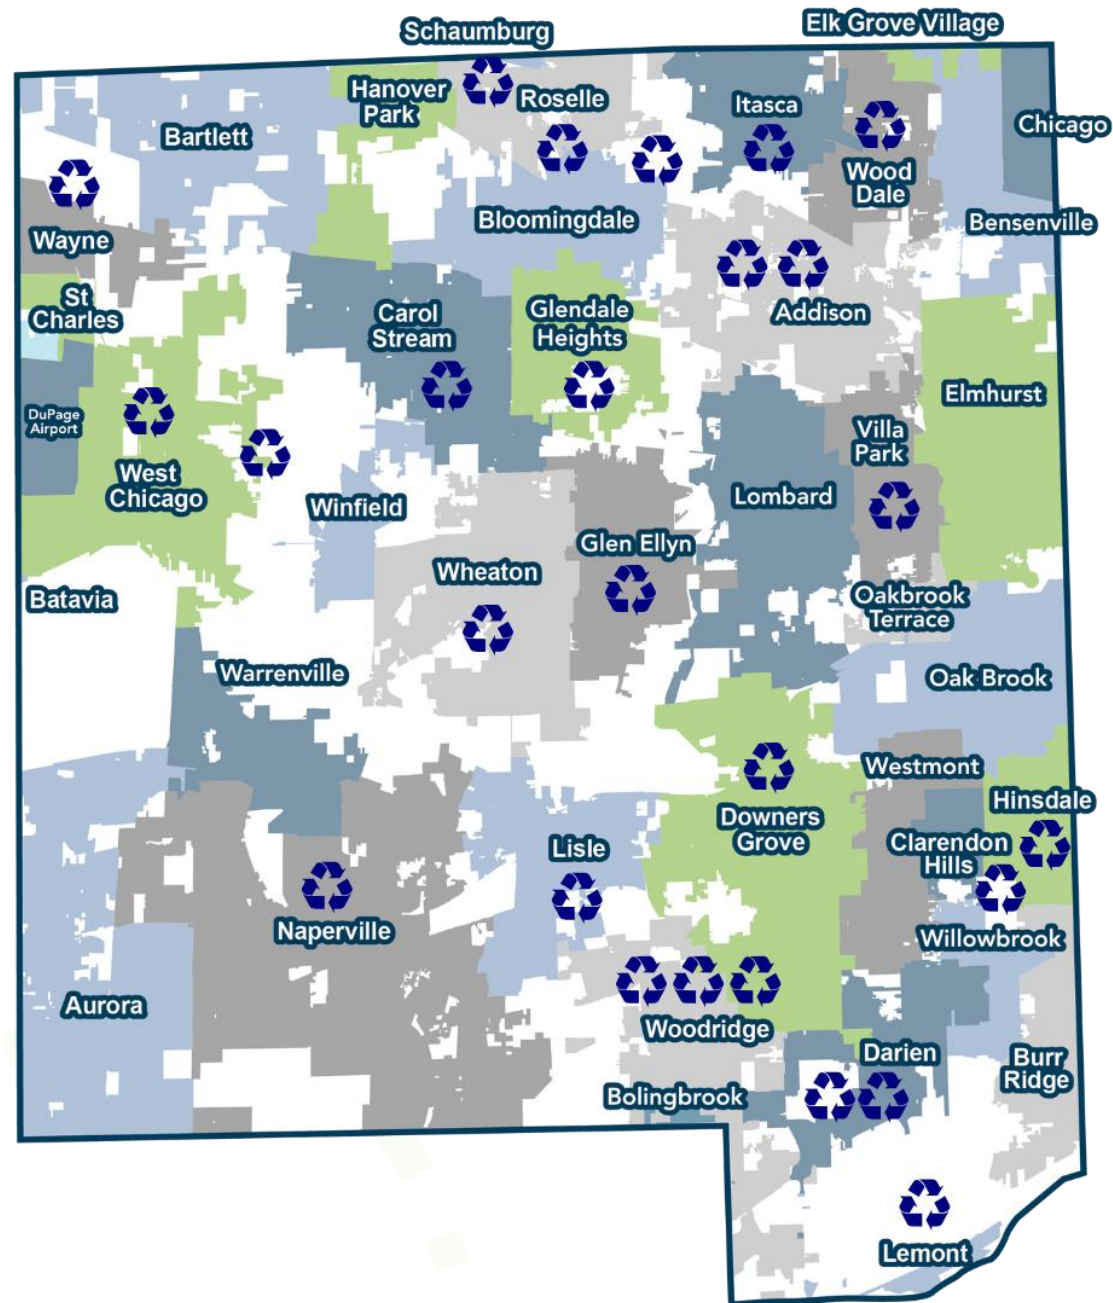 Schaumburg
Elk Grove Village
Hanover
Park
Roselle
Itasca
Chicago
Bartlett
Wood
Dale
Bloomingdale
Bensenville
Wayne
St
Charles
Carol
Stream
Glendale
Heights
Addison
DuPage
Airport
Elmhurst
Villa
Park
West
Chicago
Winfield
Lombard
Glen Ellyn
Wheaton
Batavia
Oakbrook
Terrace
Warrenville
Oak Brook
Westmont
Hinsdale
Downers
Grove
Clarendon
Hills
Lisle
Naperville
Willowbrook
Aurora
Woodridge
Darien
Burr
Ridge
Bolingbrook
Lemont